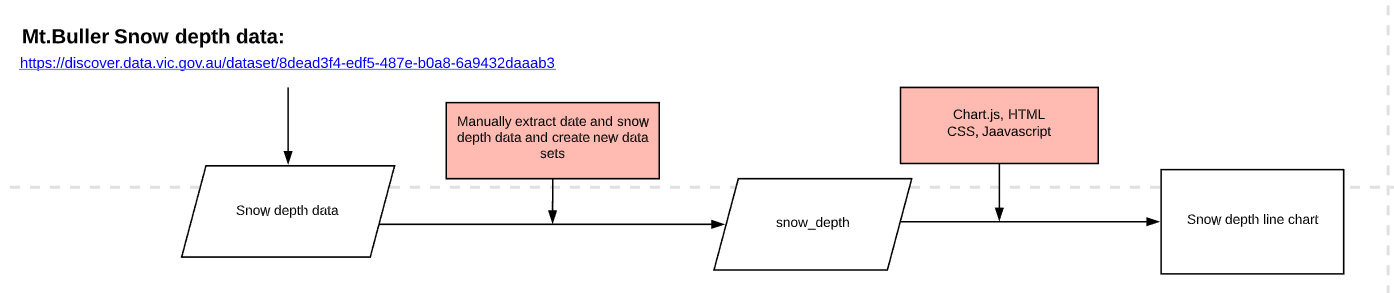 Mt.Buller Snow depth data:
https://discover.data.vic.gov.au/dataset/8dead3f4-edf5-487e-b0a8-6a9432daaab3
Manually extract date and snow
depth data and create new data
sets
Chart.js, HTML
CSS, Jaavascript
Snow depth data
snow_depth
Snow depth line chart